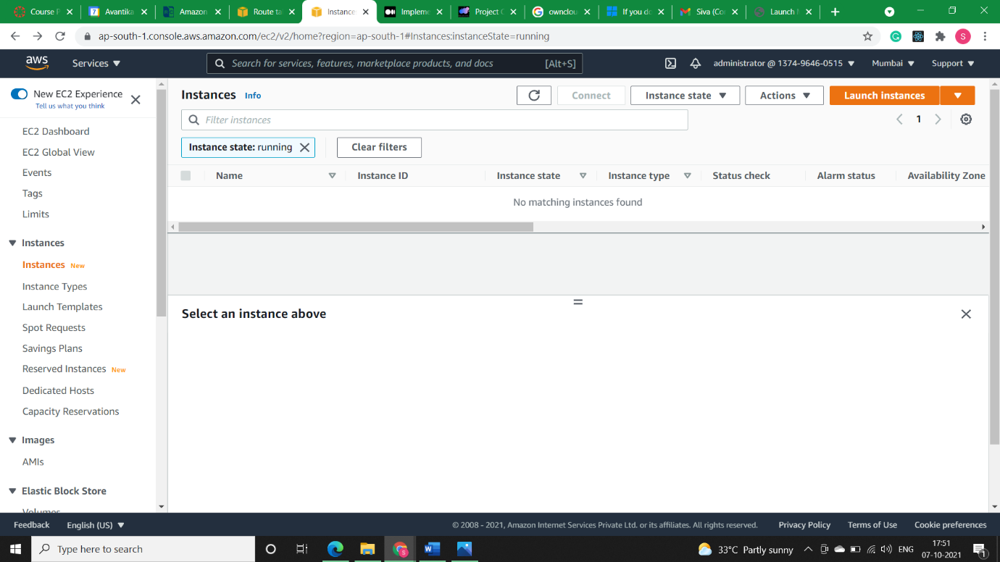 Course P
7 Avantika
Amazon
Route ta
Instance
Impleme
Project C
ownclou
If you do
Siva (Co
Launch
ap-south-1.console.aws.amazon.com/ec2/v2/home?region=ap-south-1#Instances:instanceState=running
S
aws
Services
Search for services, features, marketplace products, and docs
[Alt+S]
administrator @ 1374-9646-0515
Mumbai
Support
New EC2 Experience
Tell us what you think
EC2 Dashboard
EC2 Global View
Events
Tags
Limits
Instances
Instances New
Instance Types
Launch Templates
Spot Requests
Savings Plans
Reserved Instances New
Dedicated Hosts
Capacity Reservations
Images
AMIs
Elastic Block Store
Volumes
Instances Info
Connect
Instance state
Actions
Launch instances
Filter instances
1
Instance state: running
Clear filters
Name
Instance ID
Instance state
Instance type
Status check
Alarm status
Availability Zone
No matching instances found
Select an instance above
Feedback
English (US)
© 2008 - 2021, Amazon Internet Services Private Ltd. or its affiliates. All rights reserved.
Privacy Policy
Terms of Use
Cookie preferences
Type here to search
33°C Partly sunny
ENG
17:51
07-10-2021
1